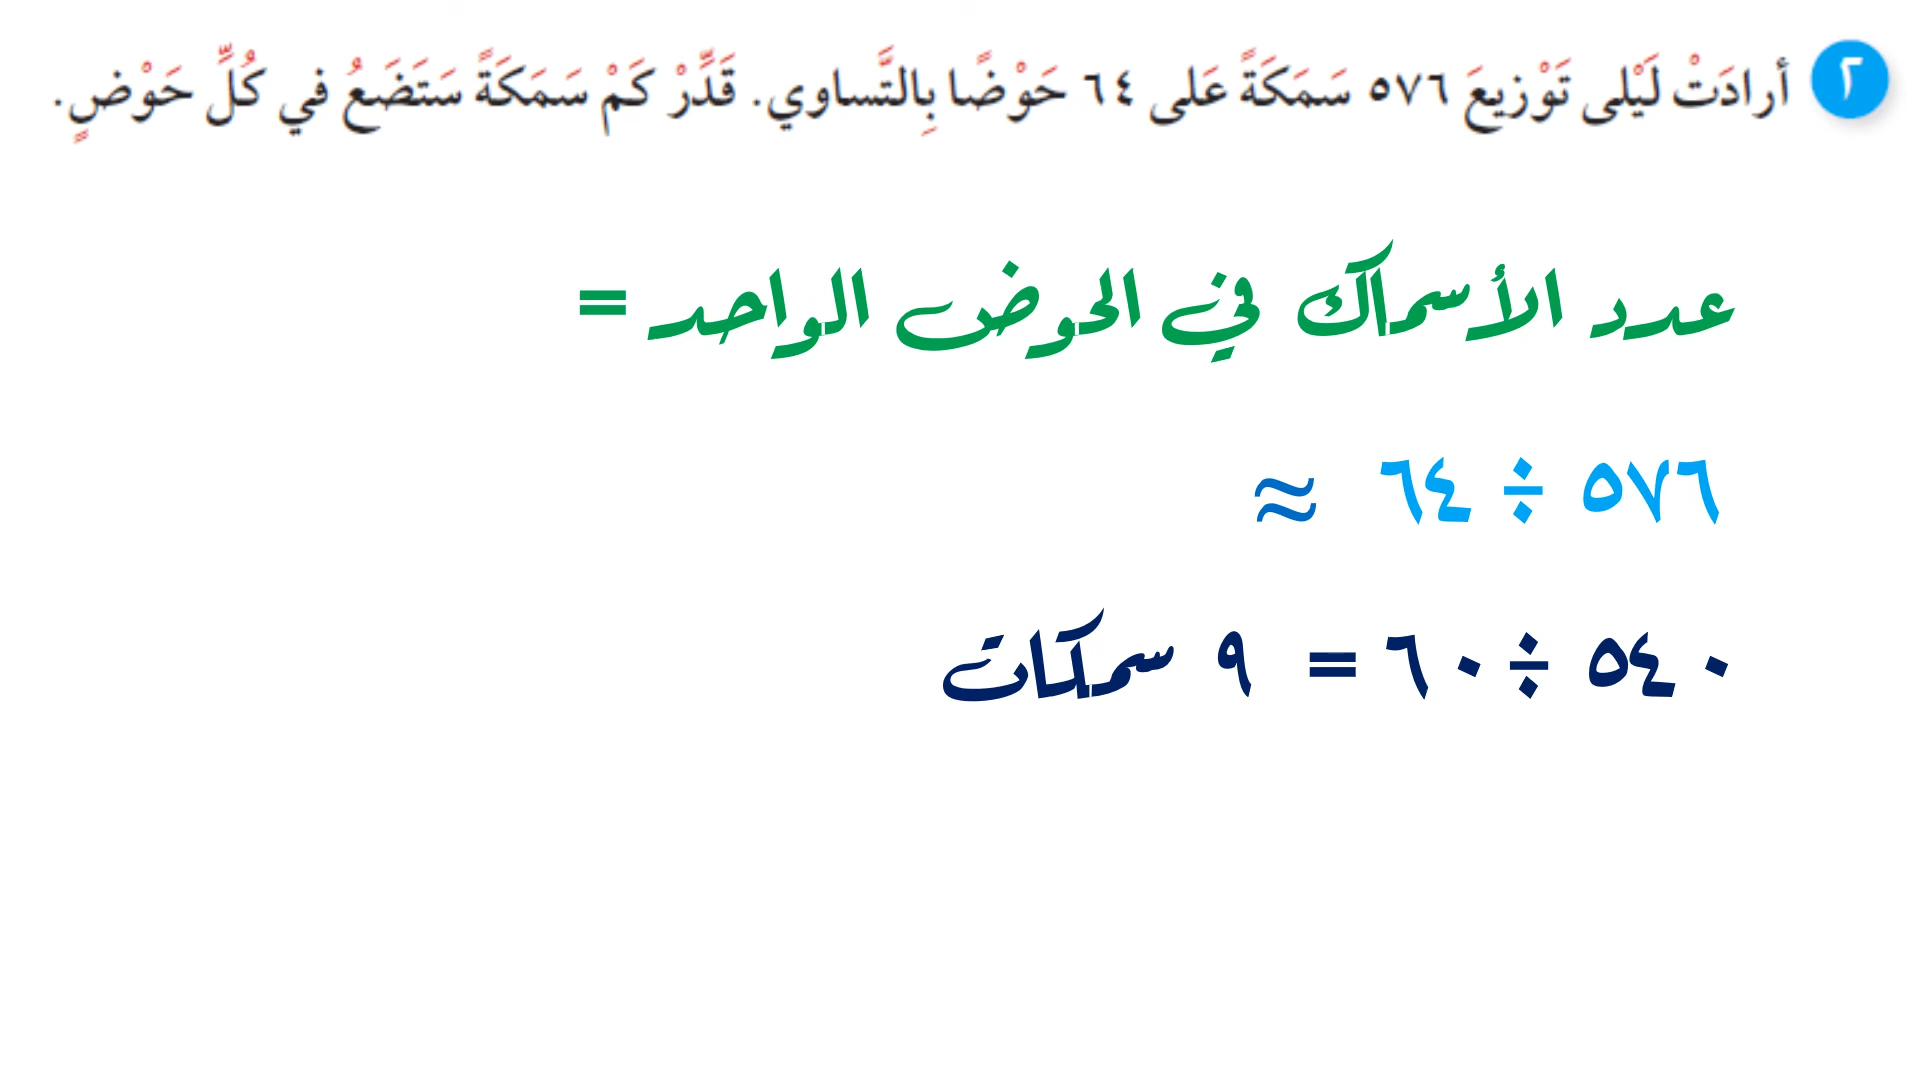 ٢ أرادَتْ لَيْلى تَوْزيعَ ٥٧٦ سَمَكَةً عَلى ٦٤ حَوْضًا بِالتَّساوي. قَدِّرْ كَمْ سَمَكَةً سَتَضَعُ في كُلِّ حَوْضٍ.
عدد الأسماك في الحوض الواحد =
٥٧٦ ÷ ٦٤ ≈
٥٤٠ ÷ ٦٠ = ٩ سمكات